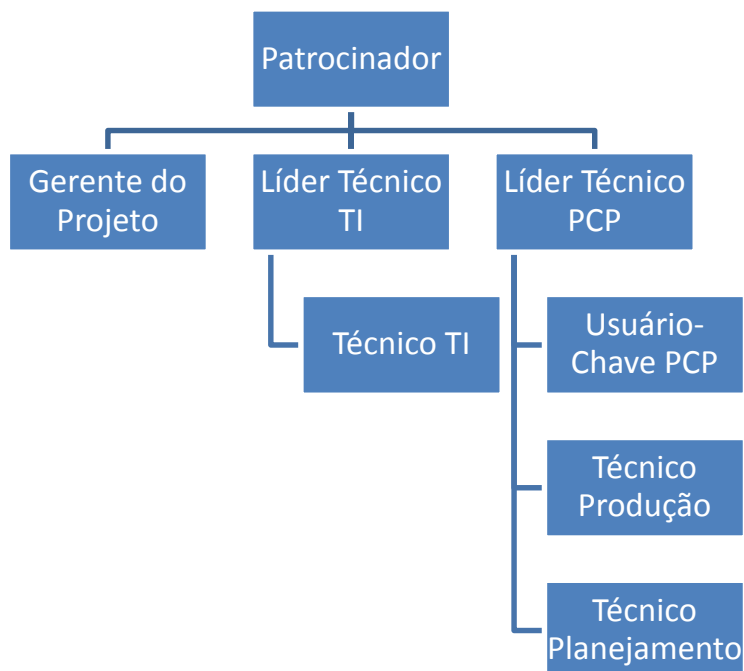 Patrocinador
Gerente do
Projeto
Líder Técnico
TI
Líder Técnico
PCP
Técnico TI
Usuário-
Chave PCP
Técnico
Produção
Técnico
Planejamento